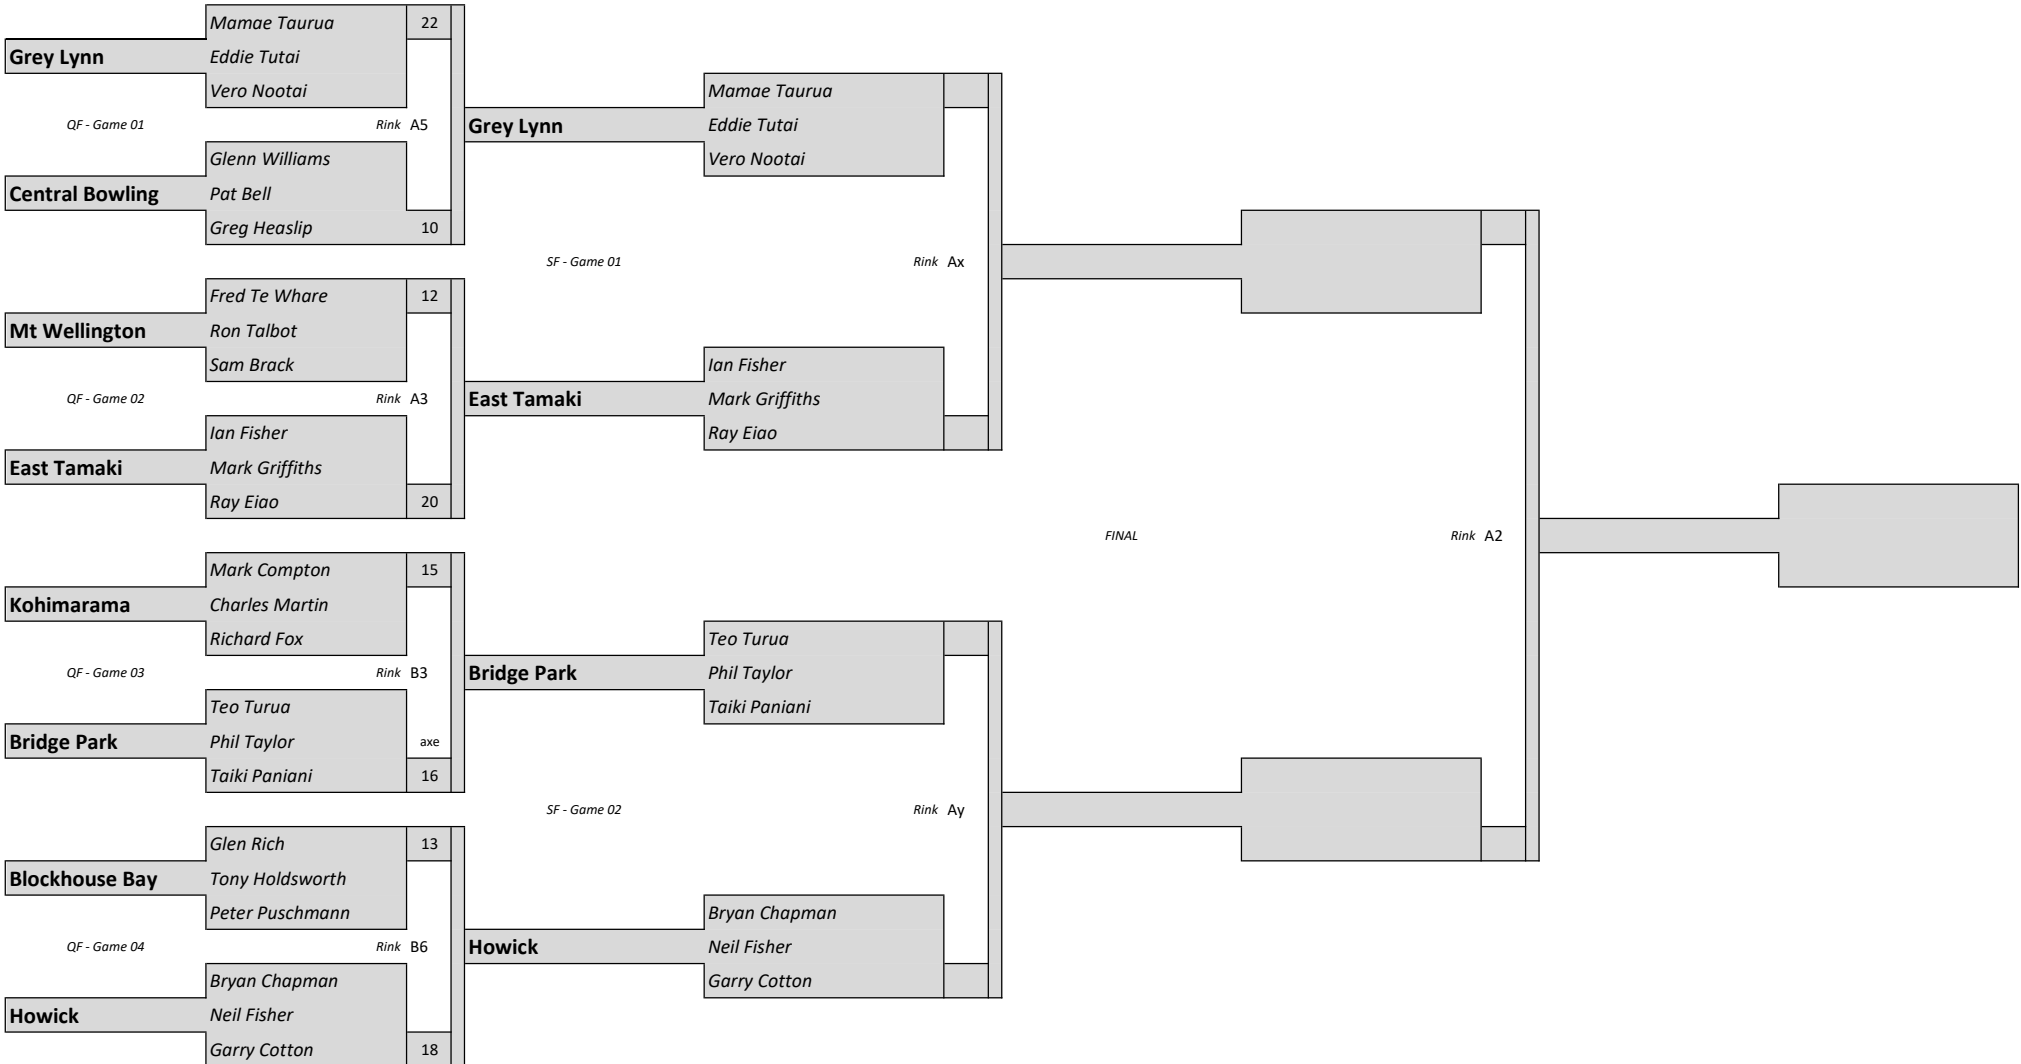 Mamae Taurua 22
Grey Lynn Eddie Tutai
Vero Nootai
QF - Game 01 Rink A5
Glenn Williams
Central Bowling Pat Bell
Greg Heaslip 10
Mt Wellington Fred Te Whare 12
Ron Talbot
Sam Brack
QF - Game 02 Rink A3
Ian Fisher
East Tamaki Mark Griffiths
Ray Eiao 20
Mark Compton 15
Kohimarama Charles Martin
Richard Fox
QF - Game 03 Rink B3
Teo Turua
Bridge Park Phil Taylor axe
Taiki Paniani 16
Glen Rich 13
Blockhouse Bay Tony Holdsworth
Peter Puschmann
QF - Game 04 Rink B6
Bryan Chapman
Howick Neil Fisher
Garry Cotton 18
Mamae Taurua
Grey Lynn Eddie Tutai
Vero Nootai
SF - Game 01 Rink Ax
Ian Fisher
East Tamaki Mark Griffiths
Ray Eiao
Teo Turua
Bridge Park Phil Taylor
Taiki Paniani
SF - Game 02 Rink Ay
Bryan Chapman
Howick Neil Fisher
Garry Cotton
FINAL Rink A2